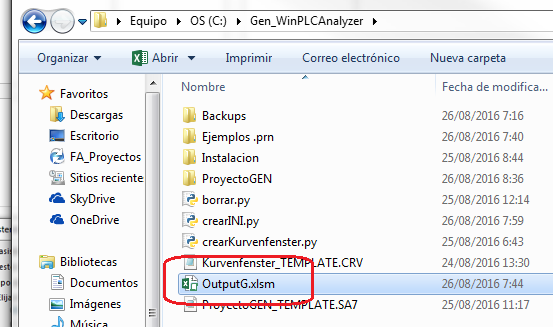 Equipo ▸ OS (C:) ▸ Gen_WinPLCAnalyzer ▸
Organizar Abrir Imprimir Correo electrónico Nueva carpeta
Favoritos
Descargas
Escritorio
FA_Proyectos
Sitios reciente
SkyDrive
OneDrive
Bibliotecas
Documentos
Imágenes
Música
Nombre Fecha de modifica...
Backups 26/08/2016 7:16
Ejemplos .prn 26/08/2016 7:40
Instalacion 25/08/2016 8:44
ProyectoGEN 26/08/2016 8:36
borrar.py 25/08/2016 12:14
crearINI.py 26/08/2016 7:59
crearKurvenfenster.py 25/08/2016 6:43
Kurvenfenster_TEMPLATE.CRV 24/08/2016 13:30
OutputG.xlsm 26/08/2016 7:44
ProyectoGEN_TEMPLATE.SA7 25/08/2016 11:17